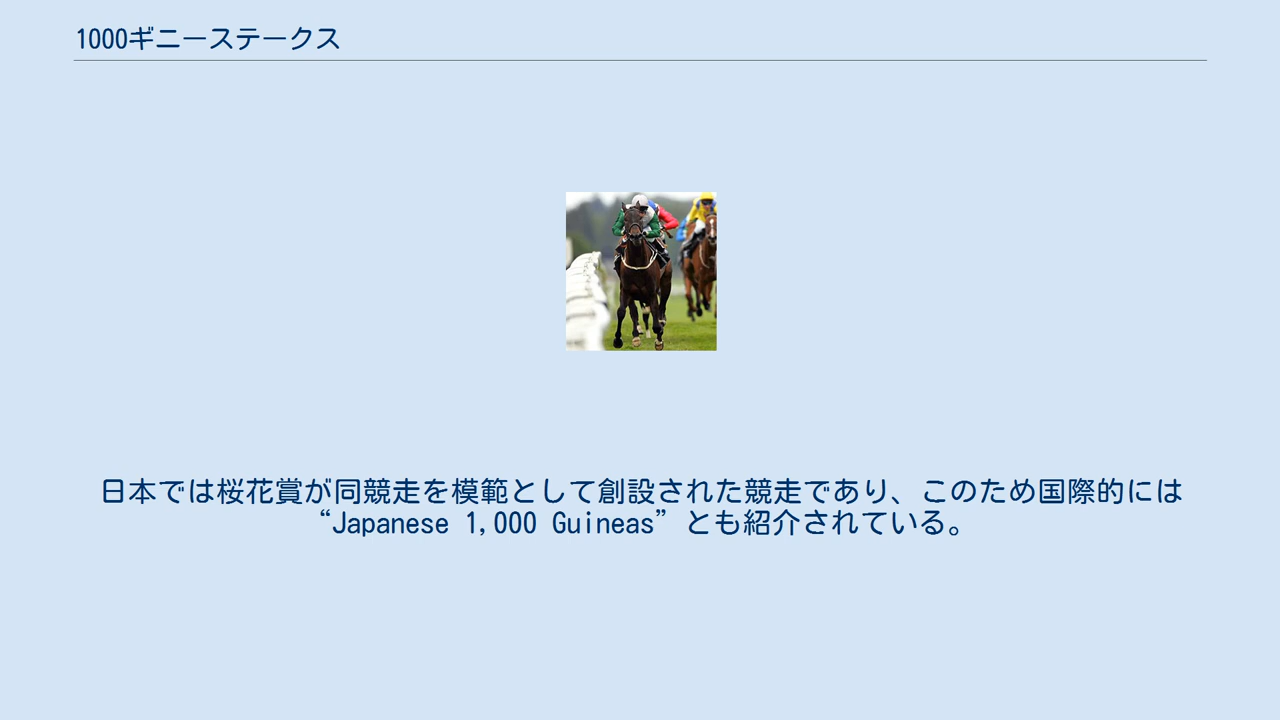 1000ギニーステークス
日本では桜花賞が同競走を模範として創設された競走であり、このため国際的には
“Japanese 1,000 Guineas” とも紹介されている。